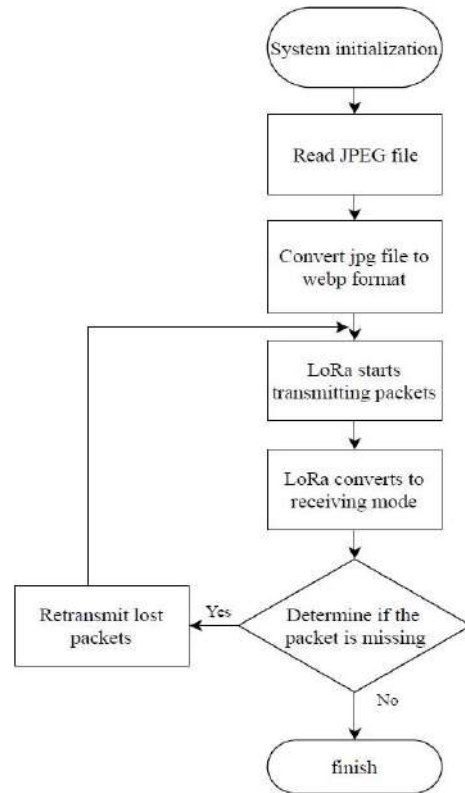 System initialization
Read JPEG file
Convert jpg file to
webp format
LoRa starts
transmitting packets
LoRa converts to
receiving mode
Determine if the
packet is missing
Yes
Retransmit lost
packets
No
finish